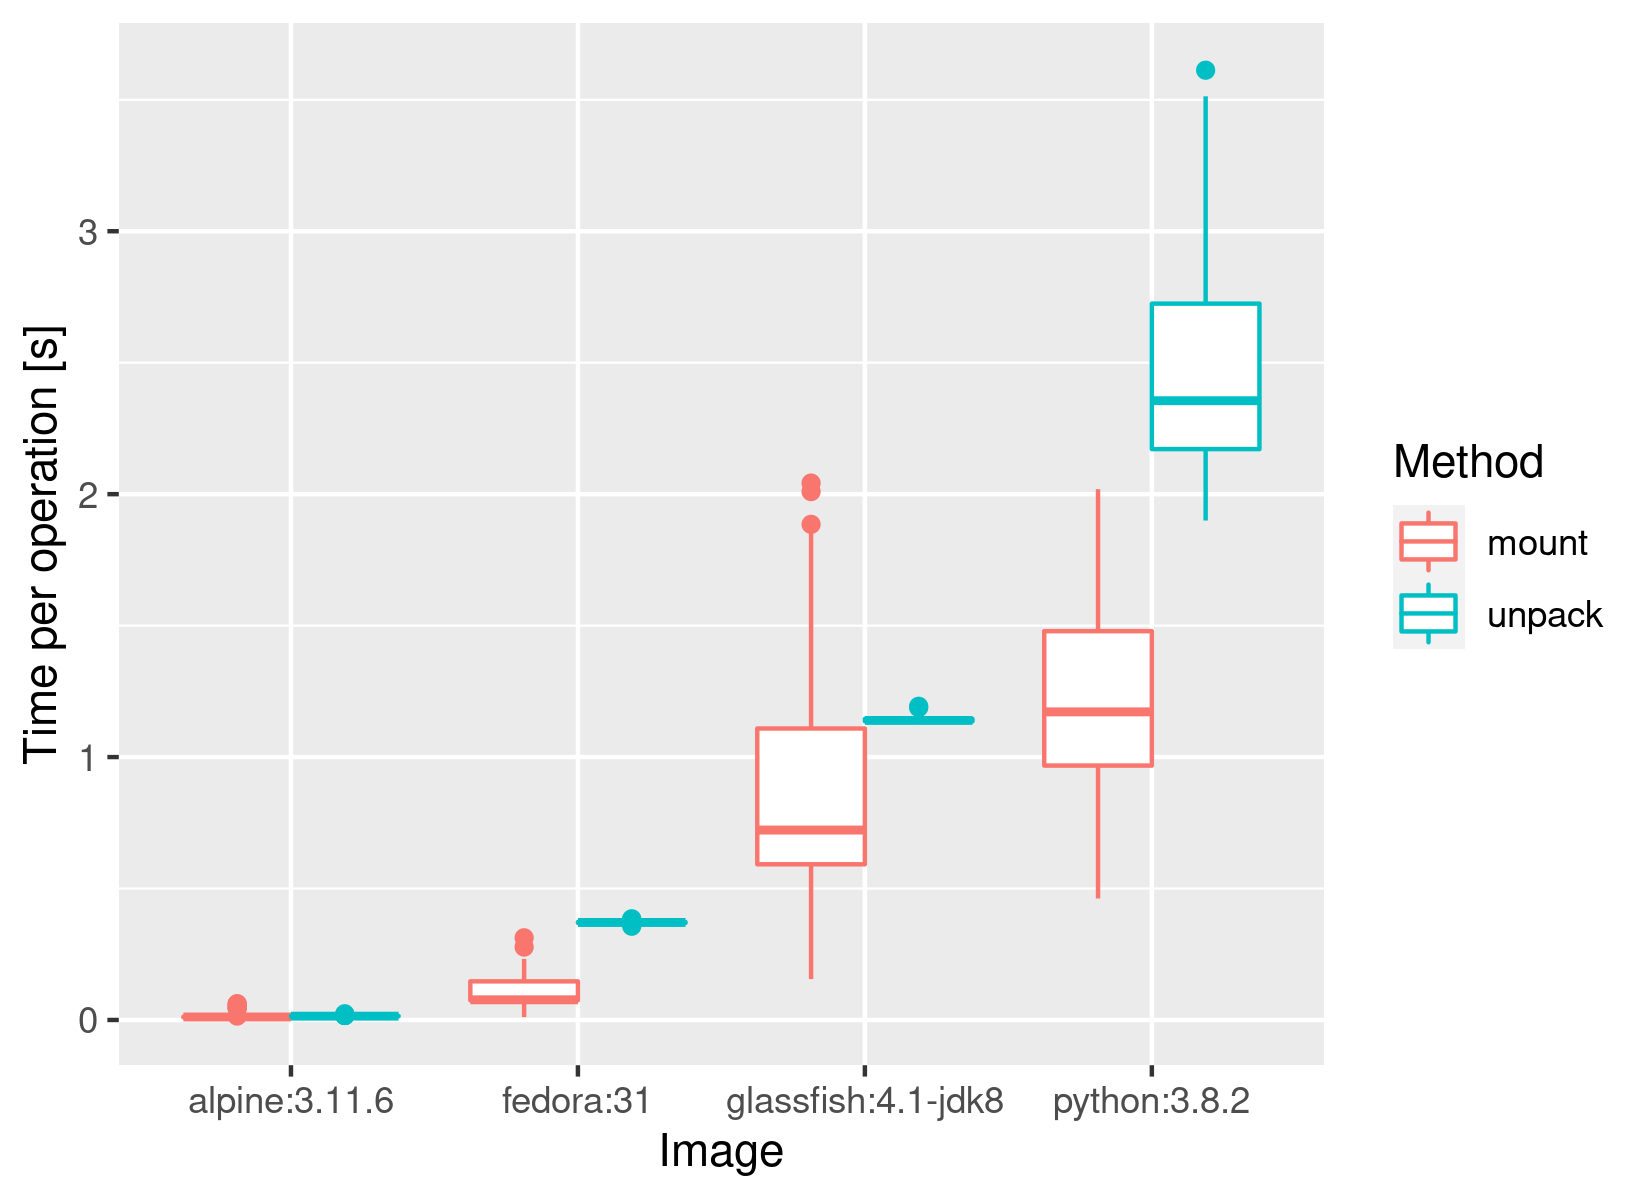 Time per operation [s]
3
2
1
0
alpine:3.11.6
fedora:31
glassfish:4.1-jdk8
python:3.8.2
Image
Method
mount
unpack